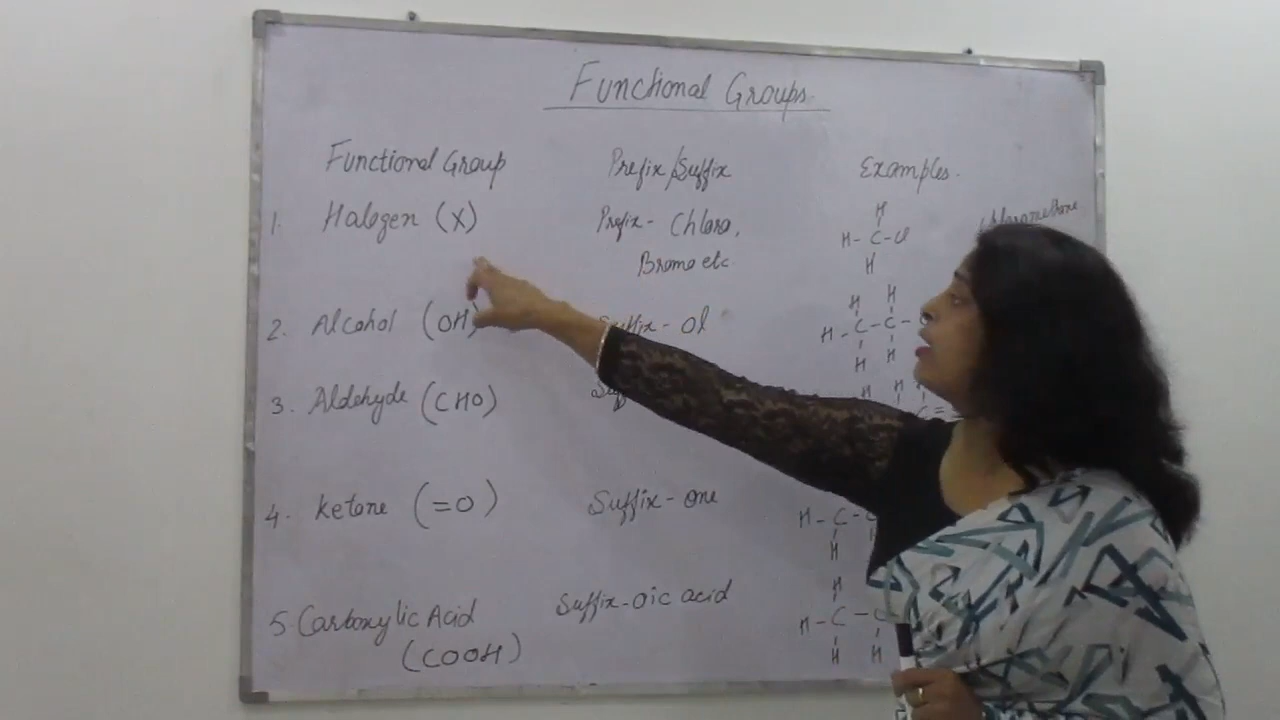 Functional Groups
Functional Group Prefix/Suffix Examples.
1. Halogen (X) Prefix - Chloro,
Bromo etc.
H
H - C - Cl
H
2. Alcohol (OH) Suffix - Ol
H H
H - C - C -
H H
3. Aldehyde (CHO)
H H
C =
4. Ketone (=O) Suffix - one
H - C -
H H
5 Carboxylic Acid Suffix - oic acid
(COOH)
H
H - C - C
H H